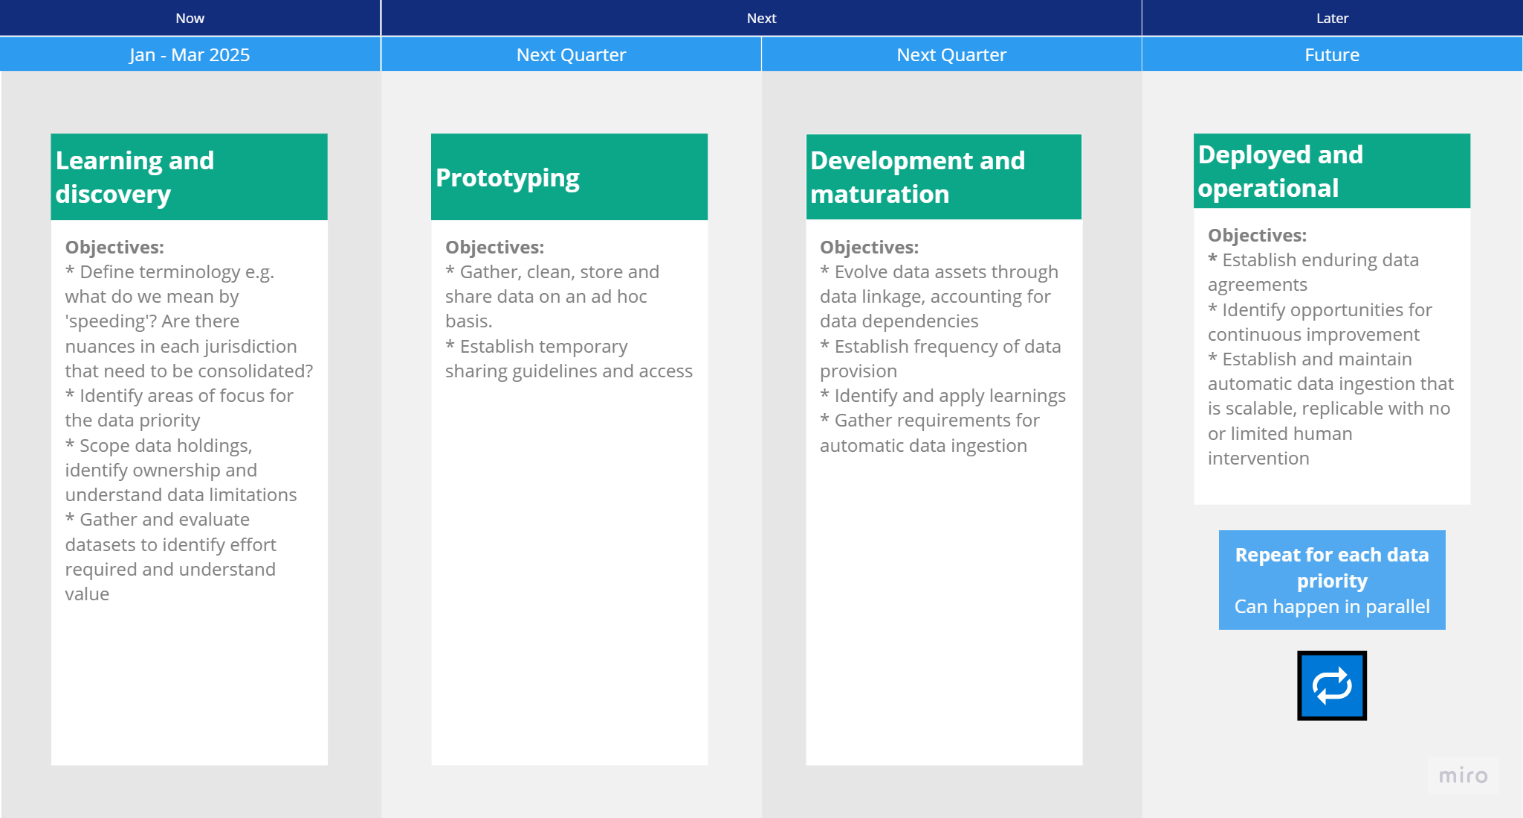 Now
Next
Later
Jan - Mar 2025
Next Quarter
Next Quarter
Future
Learning and
discovery
Objectives:
* Define terminology e.g.
what do we mean by
'speeding'? Are there
nuances in each jurisdiction
that need to be consolidated?
* Identify areas of focus for
the data priority
* Scope data holdings,
identify ownership and
understand data limitations
* Gather and evaluate
datasets to identify effort
required and understand
value
Prototyping
Objectives:
* Gather, clean, store and
share data on an ad hoc
basis.
* Establish temporary
sharing guidelines and access
Development and
maturation
Objectives:
* Evolve data assets through
data linkage, accounting for
data dependencies
* Establish frequency of data
provision
* Identify and apply learnings
* Gather requirements for
automatic data ingestion
Deployed and
operational
Objectives:
* Establish enduring data
agreements
* Identify opportunities for
continuous improvement
* Establish and maintain
automatic data ingestion that
is scalable, replicable with no
or limited human
intervention
Repeat for each data
priority
Can happen in parallel
miro